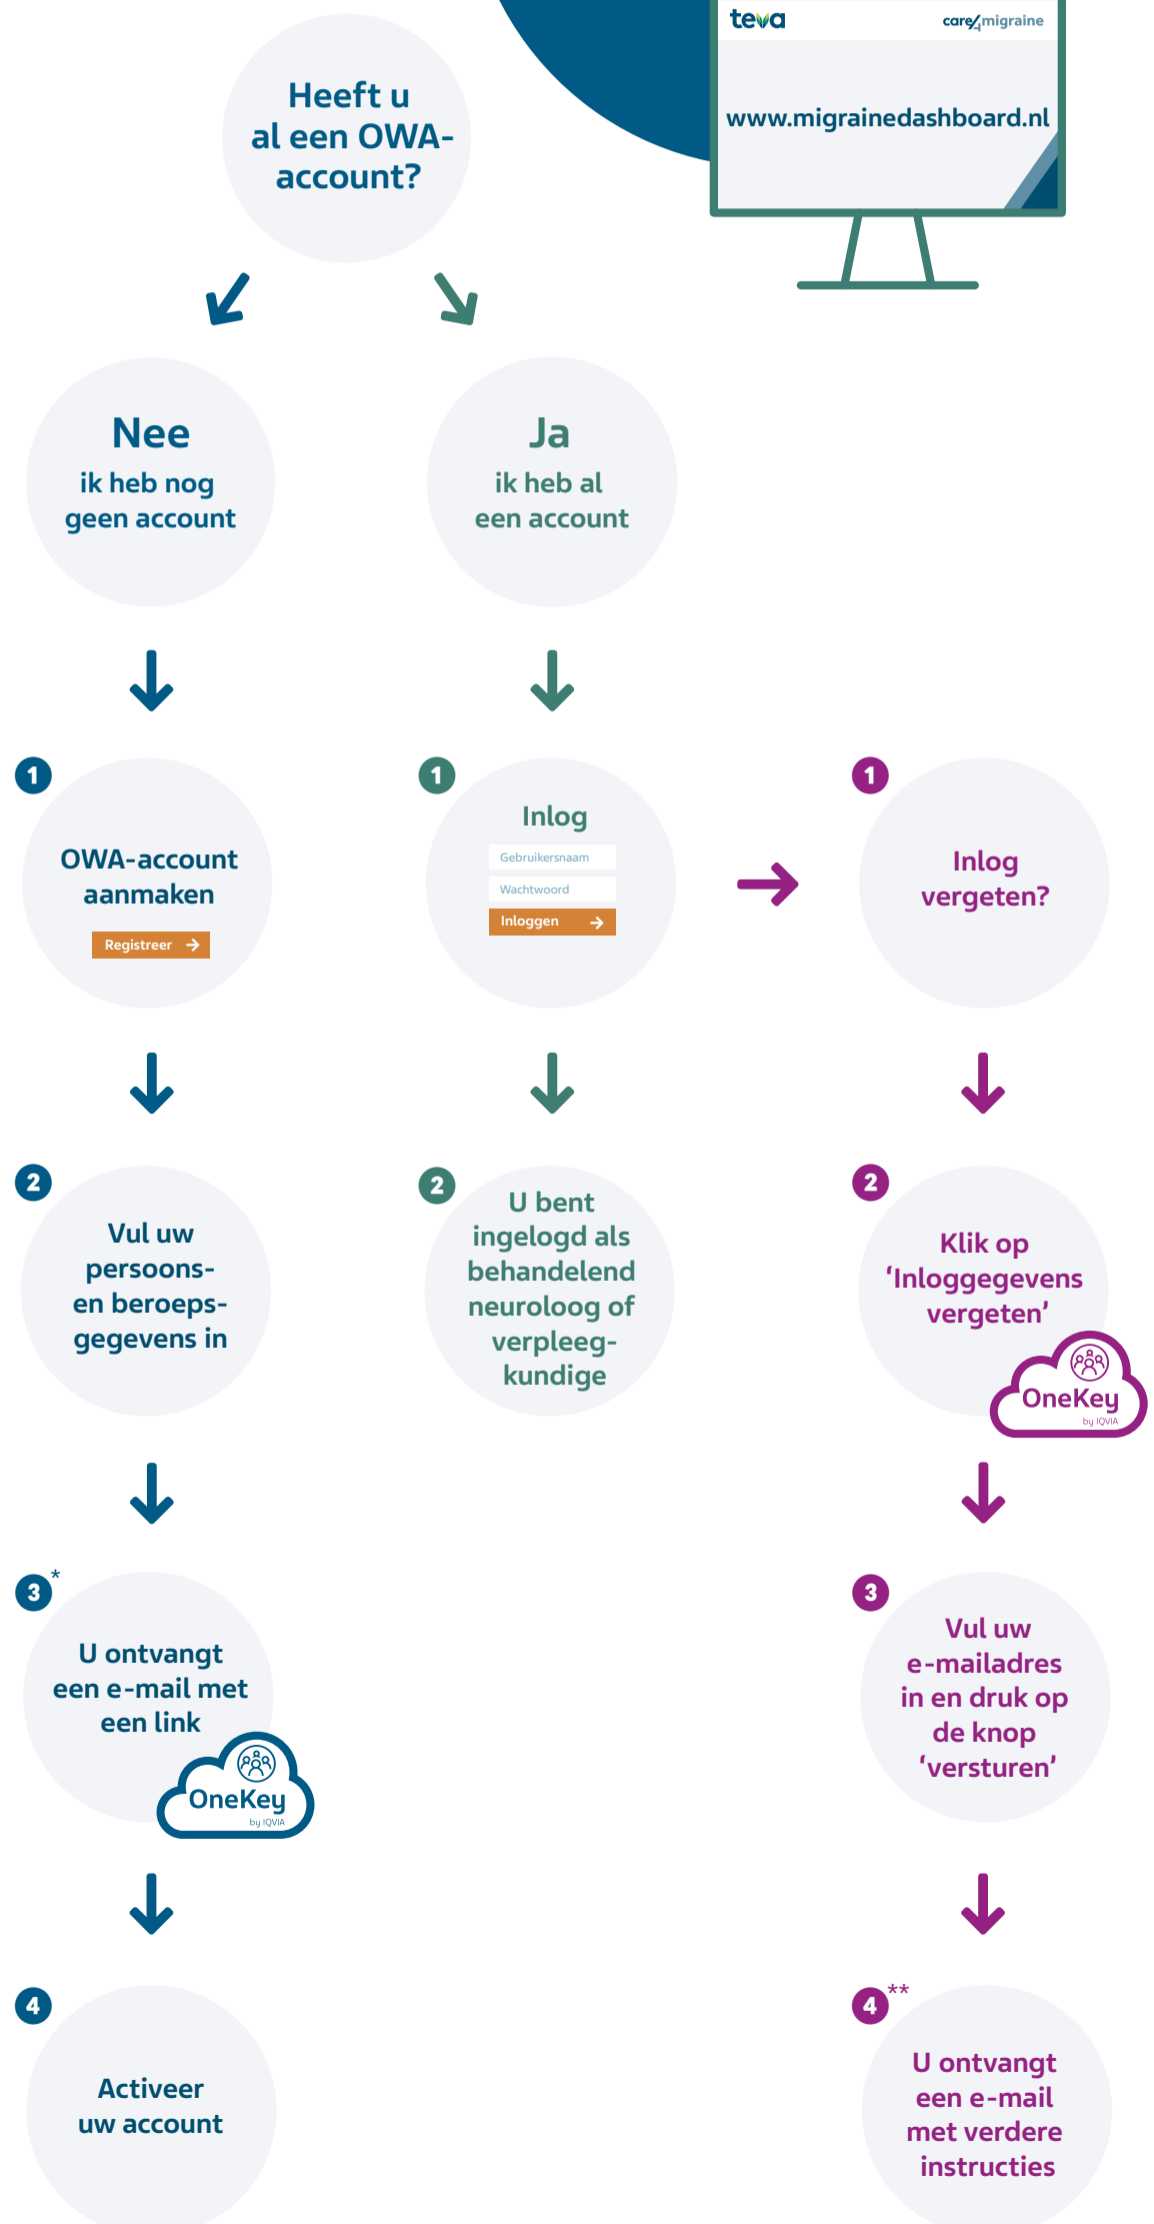 Heeft u
al een OWA-
account?
teva
care4migraine
www.migrainedashboard.nl
Nee
ik heb nog
geen account
Ja
ik heb al
een account
1
OWA-account
aanmaken
Registreer
1
Inlog
Gebruikersnaam
Wachtwoord
Inloggen
1
Inlog
vergeten?
2
Vul uw
persoons-
en beroeps-
gegevens in
2
U bent
ingelogd als
behandelend
neuroloog of
verpleeg-
kundige
2
Klik op
‘Inloggegevens
vergeten’
OneKey
by IQVIA
3*
U ontvangt
een e-mail met
een link
OneKey
by IQVIA
3
Vul uw
e-mailadres
in en druk op
de knop
‘versturen’
4
Activeer
uw account
4**
U ontvangt
een e-mail
met verdere
instructies